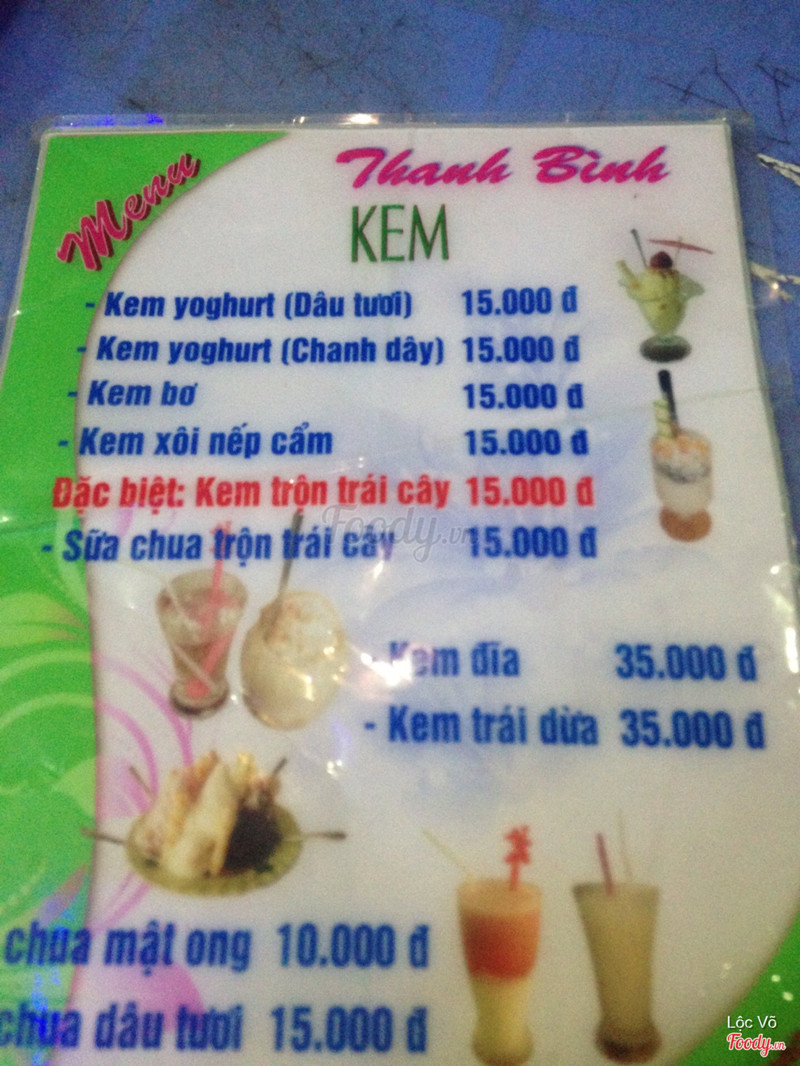 Menu
Thanh Bình
KEM
- Kem yoghurt (Dâu tươi) 15.000 đ
- Kem yoghurt (Chanh dây) 15.000 đ
- Kem bơ 15.000 đ
- Kem xôi nếp cẩm 15.000 đ
Đặc biệt: Kem trộn trái cây 15.000 đ
- Sữa chua trộn trái cây 15.000 đ
Foody.vn
- Kem đĩa 35.000 đ
- Kem trái dừa 35.000 đ
chua mật ong 10.000 đ
chua dâu tươi 15.000 đ
Lộc Võ
Foody.vn